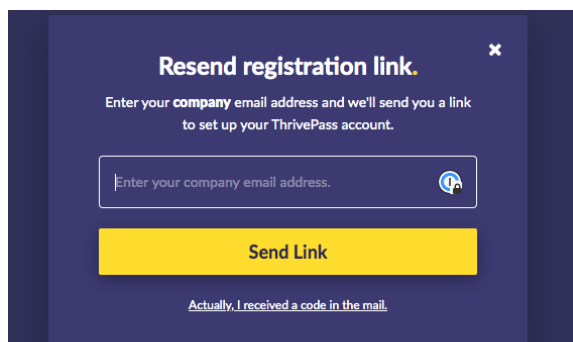 Resend registration link.
Enter your company email address and we'll send you a link
to set up your ThrivePass account.
Enter your company email address.
Send Link
Actually, I received a code in the mail.